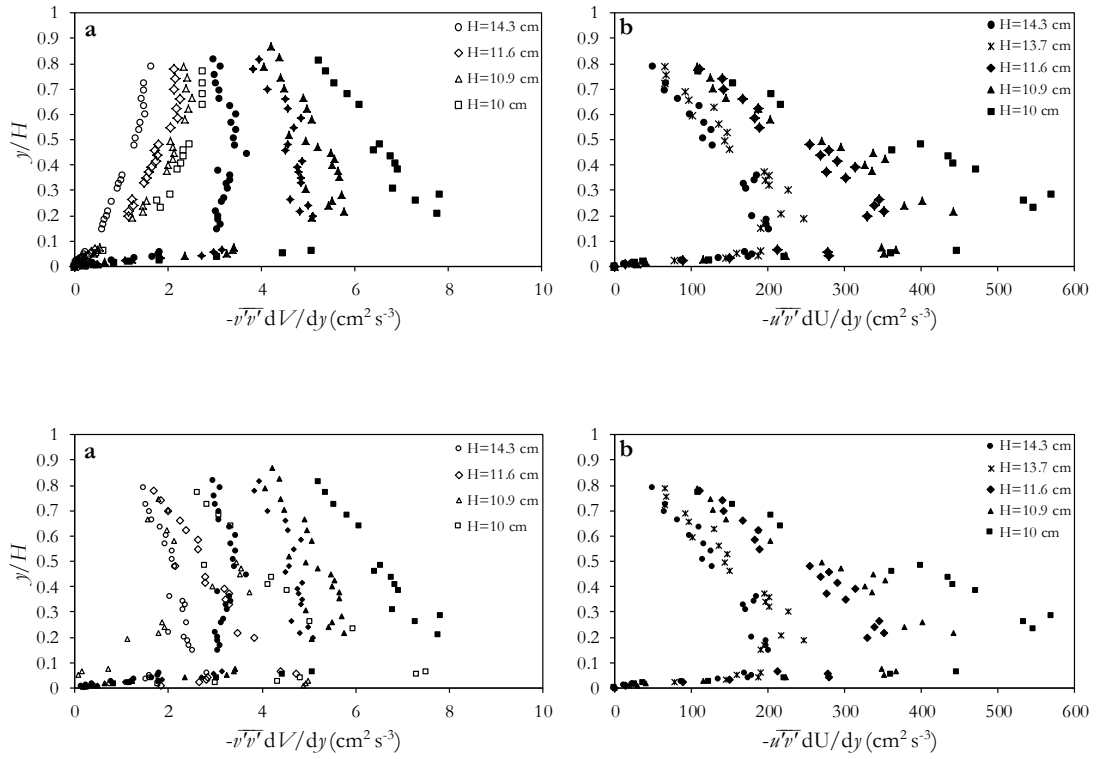 a
H=14.3 cm
H=11.6 cm
H=10.9 cm
H=10 cm
1
0.9
0.8
0.7
0.6
0.5
0.4
0.3
0.2
0.1
0
y/H
0 2 4 6 8 10
-v'v' dV/dy (cm² s⁻³)
b
H=14.3 cm
H=13.7 cm
H=11.6 cm
H=10.9 cm
H=10 cm
1
0.9
0.8
0.7
0.6
0.5
0.4
0.3
0.2
0.1
0
0 100 200 300 400 500 600
-u'v' dU/dy (cm² s⁻³)
a
H=14.3 cm
H=11.6 cm
H=10.9 cm
H=10 cm
1
0.9
0.8
0.7
0.6
0.5
0.4
0.3
0.2
0.1
0
y/H
0 2 4 6 8 10
-v'v' dV/dy (cm² s⁻³)
b
H=14.3 cm
H=13.7 cm
H=11.6 cm
H=10.9 cm
H=10 cm
1
0.9
0.8
0.7
0.6
0.5
0.4
0.3
0.2
0.1
0
0 100 200 300 400 500 600
-u'v' dU/dy (cm² s⁻³)